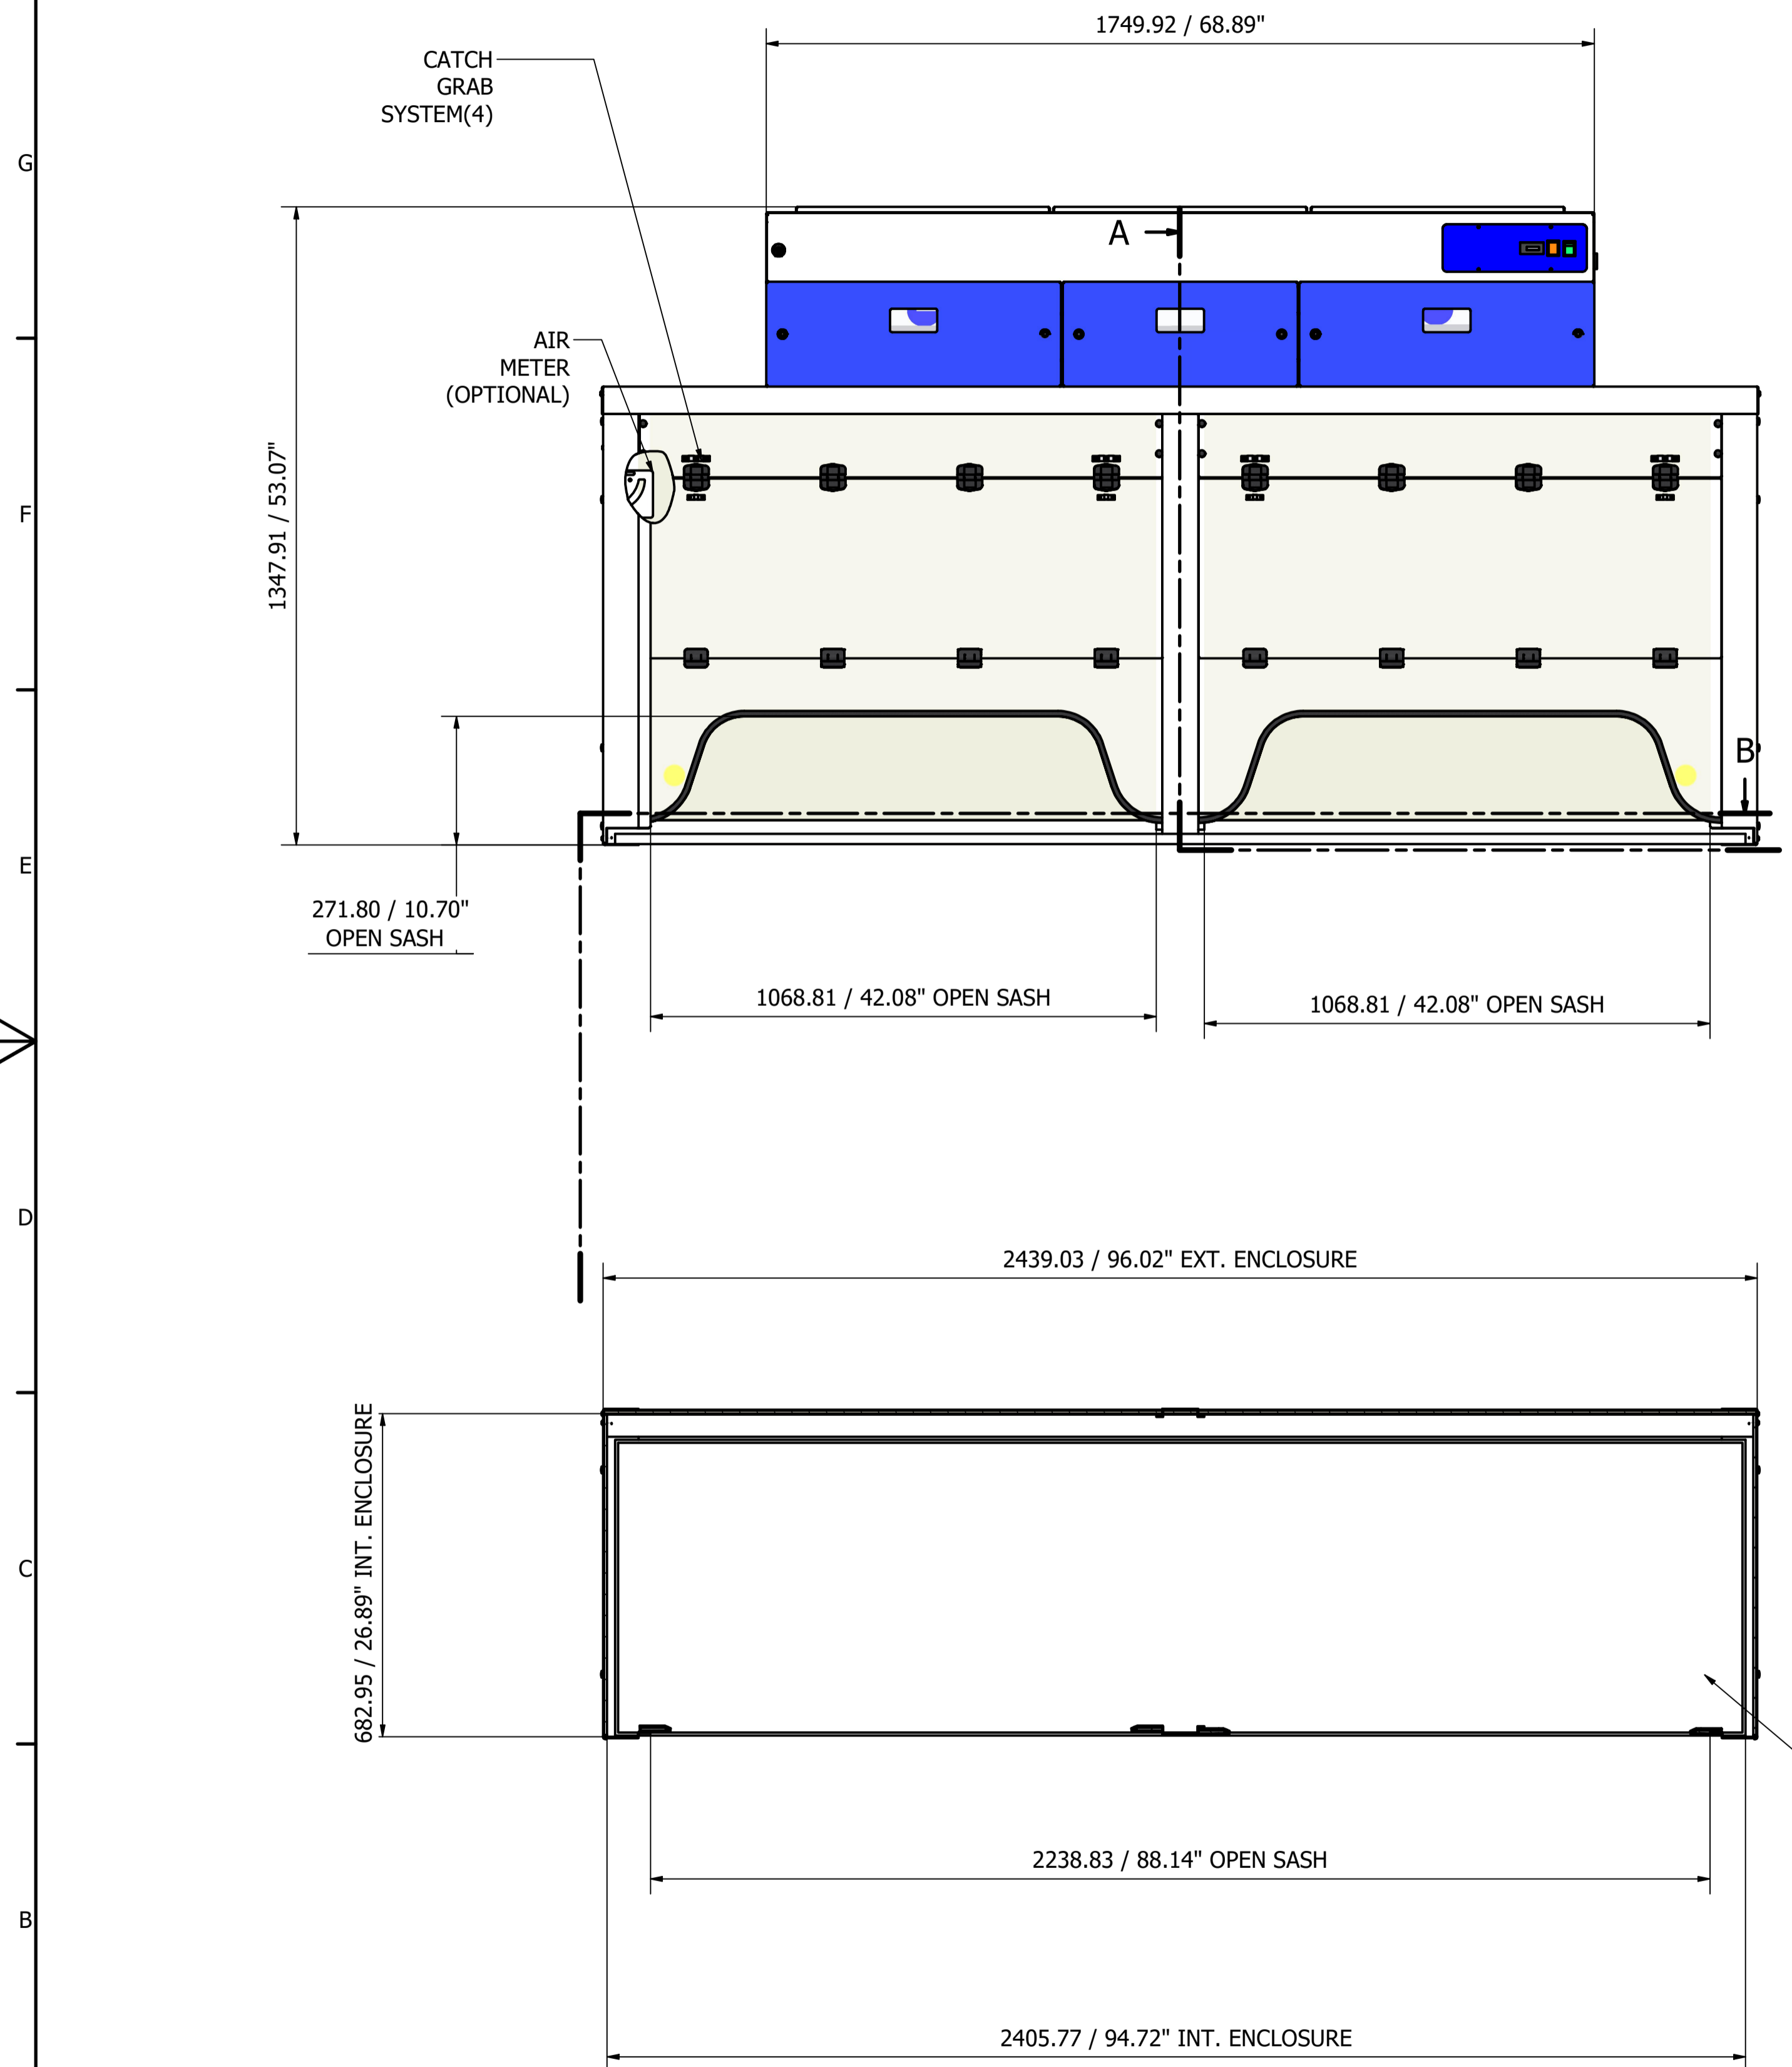 1749.92 / 68.89"
CATCH
GRAB
SYSTEM(4)
G
A
AIR
METER
(OPTIONAL)
1347.91 / 53.07"
F
B
E
271.80 / 10.70"
OPEN SASH
1068.81 / 42.08" OPEN SASH
1068.81 / 42.08" OPEN SASH
D
2439.03 / 96.02" EXT. ENCLOSURE
682.95 / 26.89" INT. ENCLOSURE
C
2238.83 / 88.14" OPEN SASH
B
2405.77 / 94.72" INT. ENCLOSURE